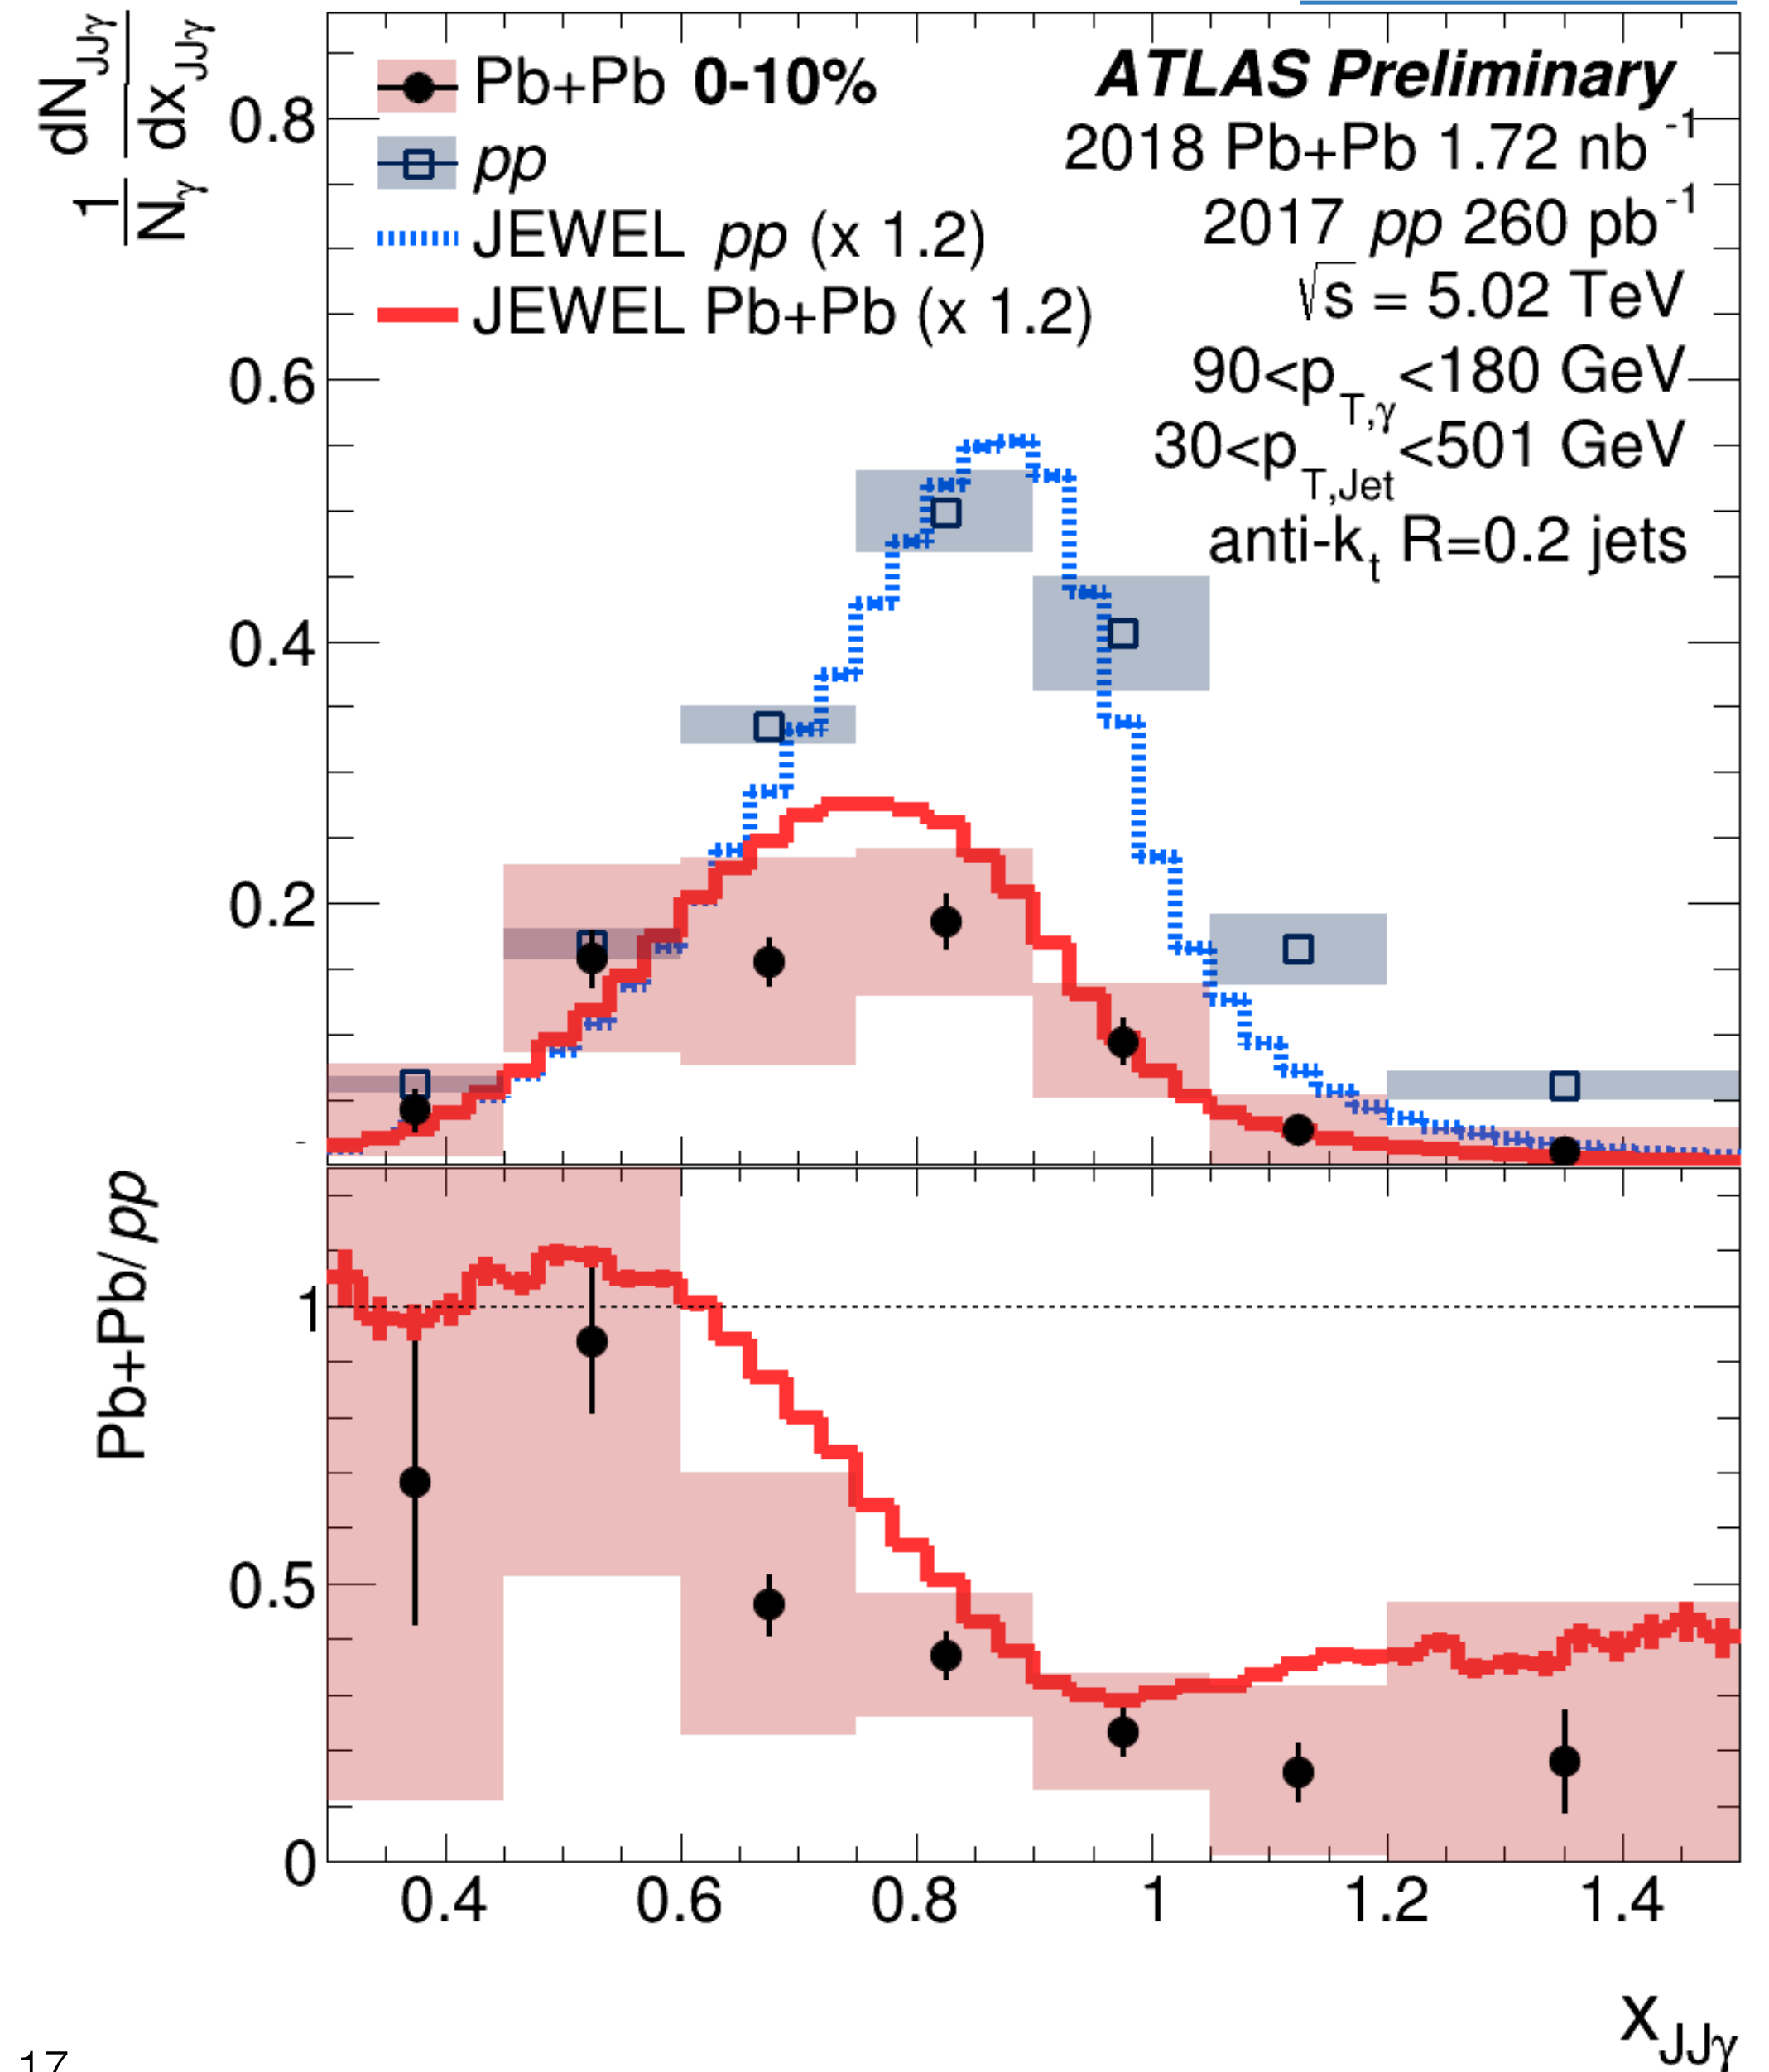 1/Nγ dNJJγ/dxJJγ
Pb+Pb 0-10%
pp
JEWEL pp (x 1.2)
JEWEL Pb+Pb (x 1.2)
ATLAS Preliminary
2018 Pb+Pb 1.72 nb-1
2017 pp 260 pb-1
√s = 5.02 TeV
90<pT,γ <180 GeV
30<pT,Jet <501 GeV
anti-kt R=0.2 jets
0.8
0.6
0.4
0.2
Pb+Pb/pp
1
0.5
0
0.4 0.6 0.8 1 1.2 1.4
xJJγ
17